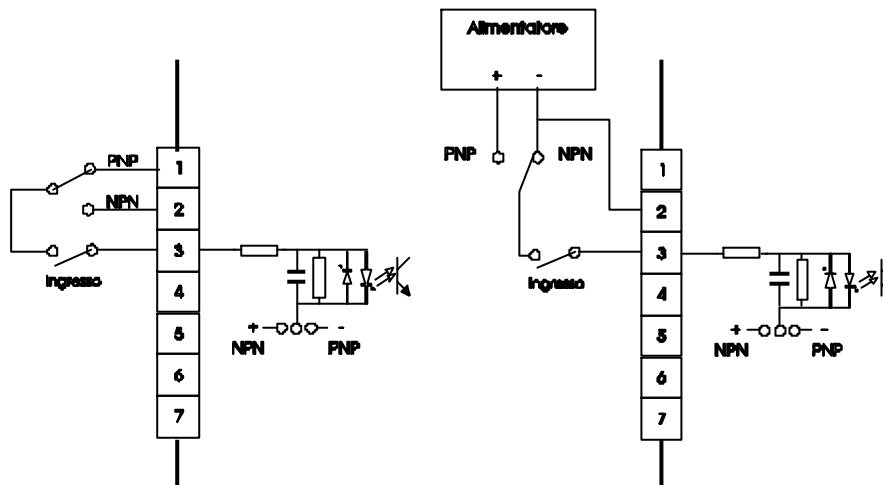 PNP
NPN
Ingresso
1
2
3
4
5
6
7
+ -
NPN PNP
Alimentatore
+ -
PNP NPN
Ingresso
1
2
3
4
5
6
7
+ -
NPN PNP